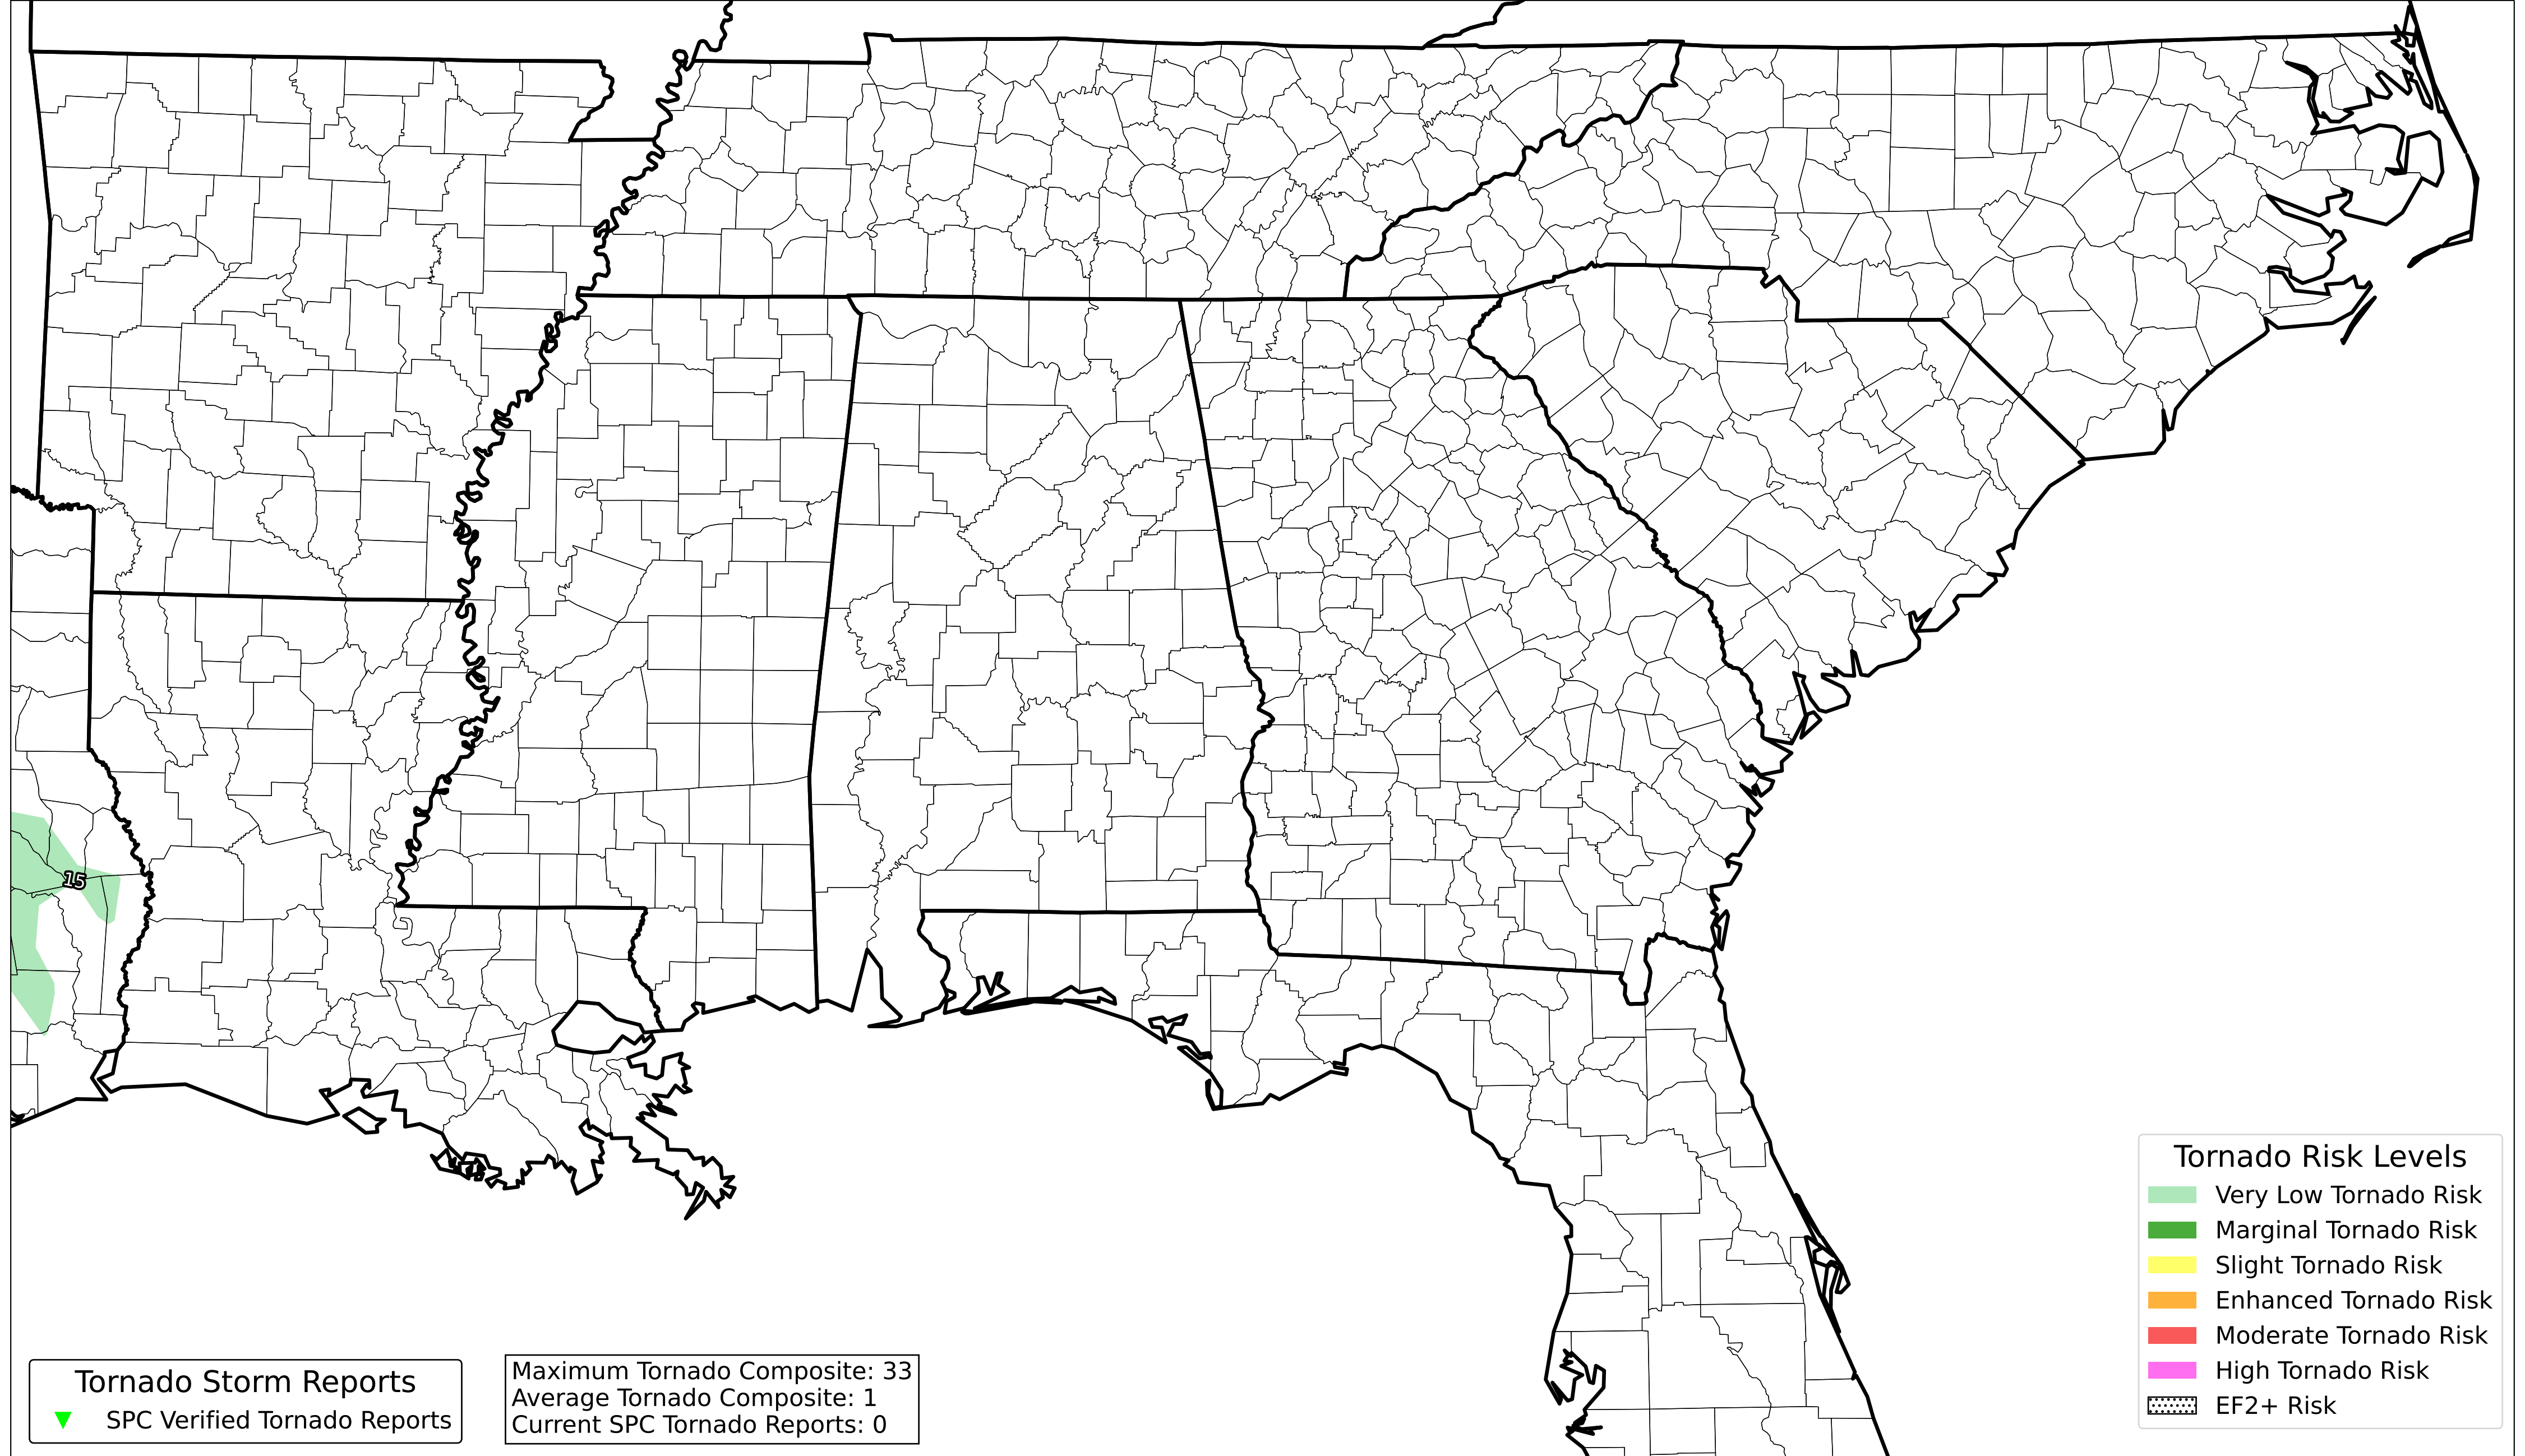 15
Tornado Risk Levels
Very Low Tornado Risk
Marginal Tornado Risk
Slight Tornado Risk
Enhanced Tornado Risk
Moderate Tornado Risk
High Tornado Risk
EF2+ Risk
Tornado Storm Reports
SPC Verified Tornado Reports
Maximum Tornado Composite: 33
Average Tornado Composite: 1
Current SPC Tornado Reports: 0